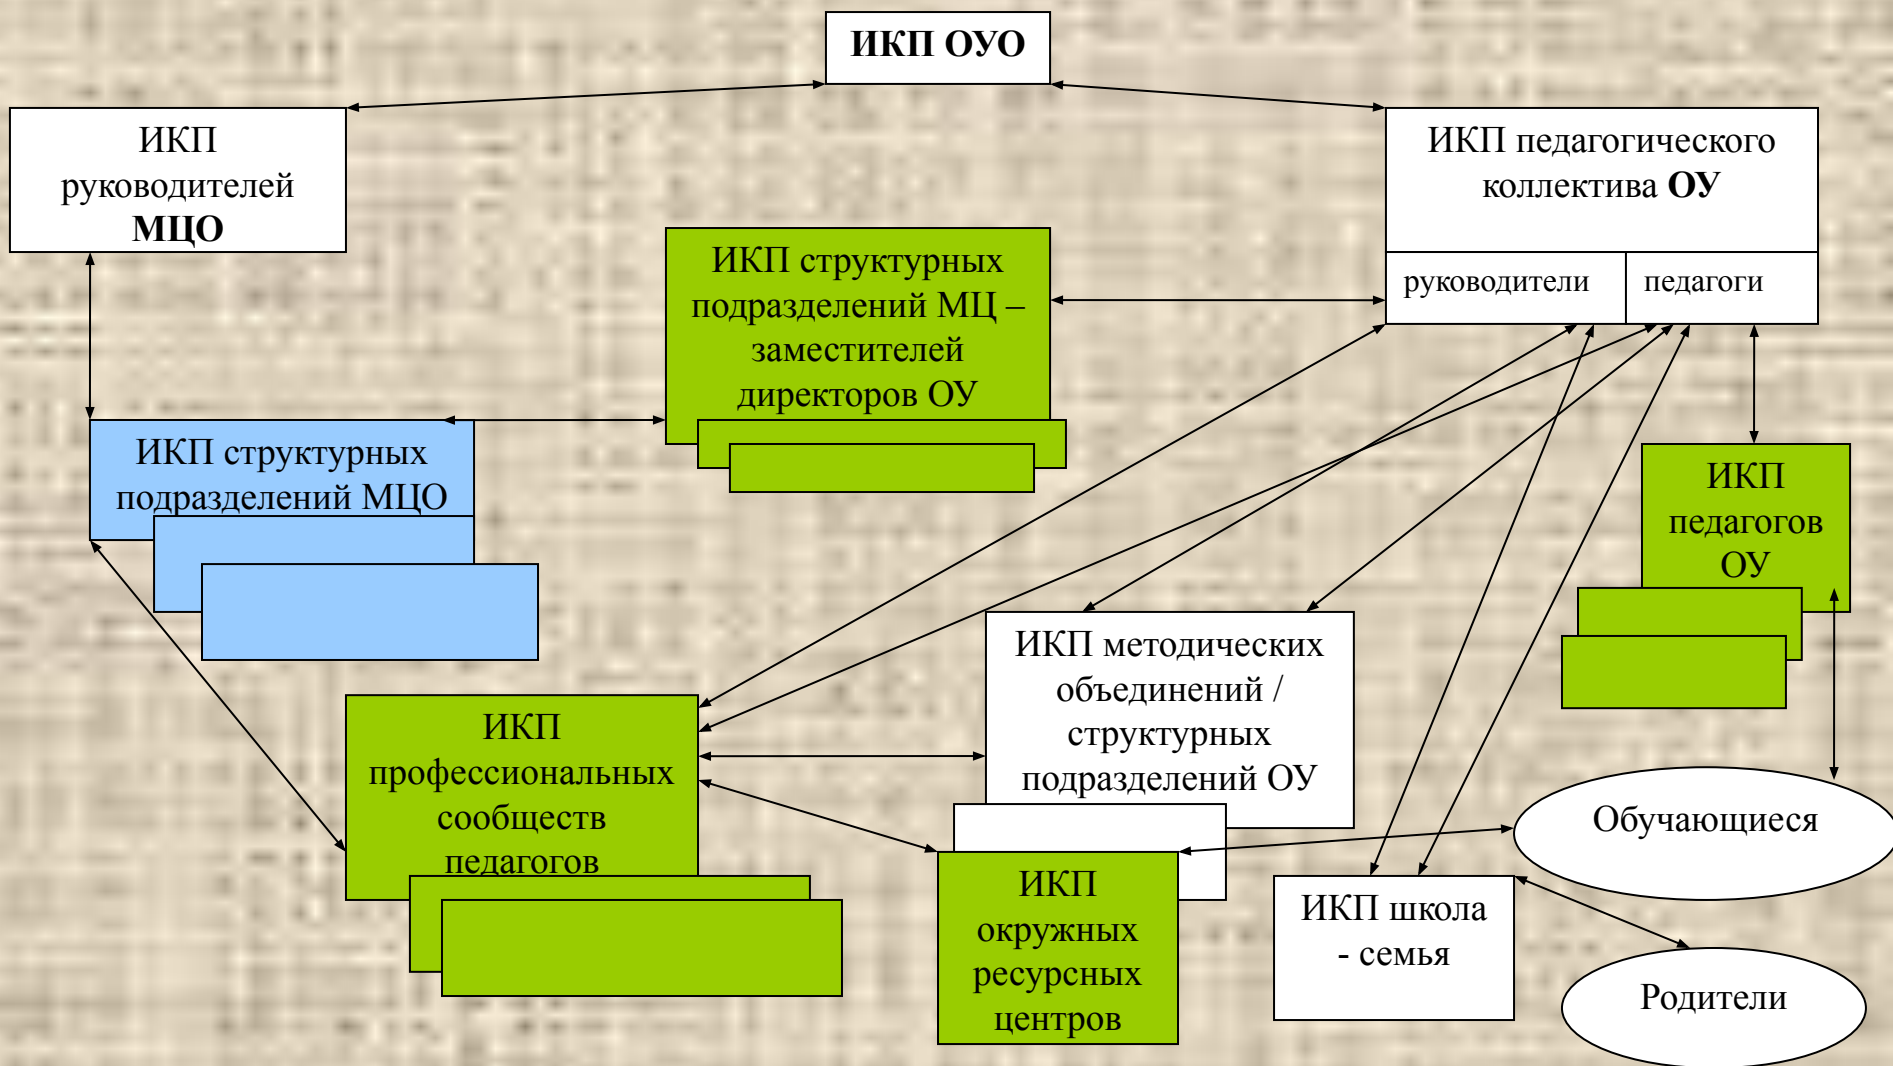 ИКП ОУО
ИКП
руководителей
МЦО
ИКП педагогического
коллектива ОУ
руководители
педагоги
ИКП структурных
подразделений МЦ –
заместителей
директоров ОУ
ИКП структурных
подразделений МЦО
ИКП
педагогов
ОУ
ИКП методических
объединений /
структурных
подразделений ОУ
ИКП
профессиональных
сообществ
педагогов
Обучающиеся
ИКП
окружных
ресурсных
центров
ИКП школа
- семья
Родители